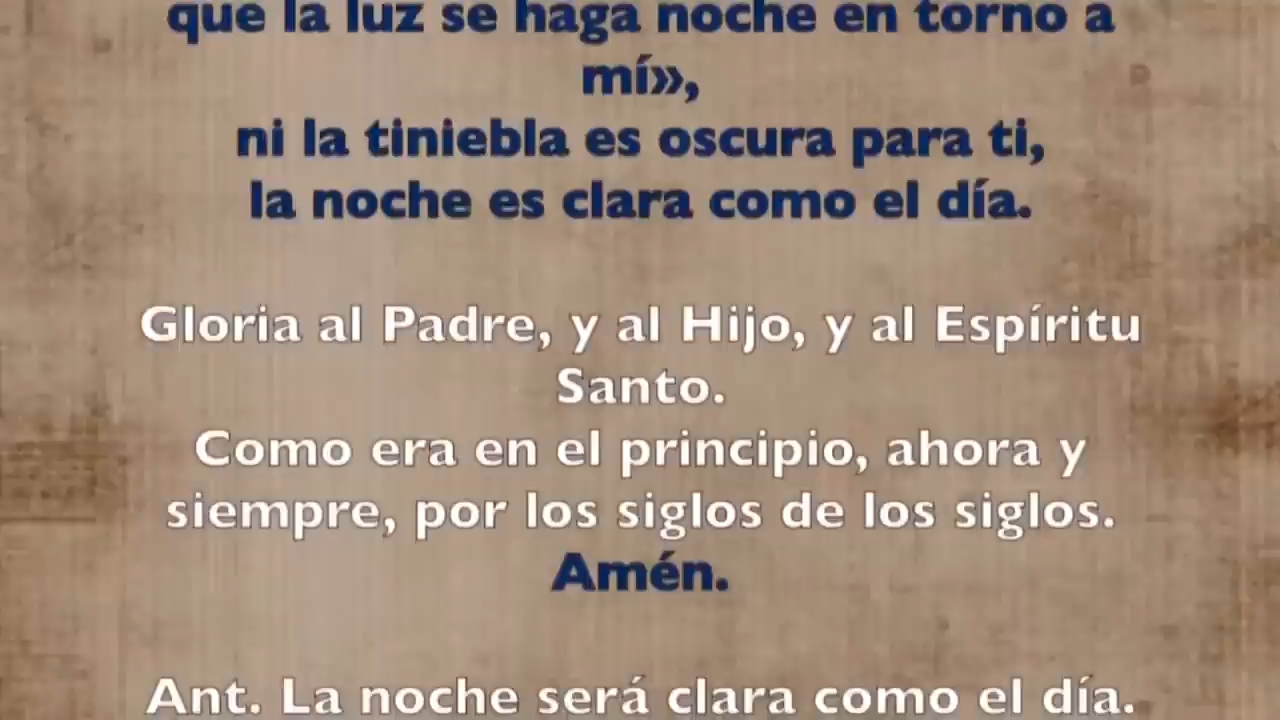 que la luz se haga noche en torno a
mí»,
ni la tiniebla es oscura para ti,
la noche es clara como el día.
Gloria al Padre, y al Hijo, y al Espíritu
Santo.
Como era en el principio, ahora y
siempre, por los siglos de los siglos.
Amén.
Ant. La noche será clara como el día.